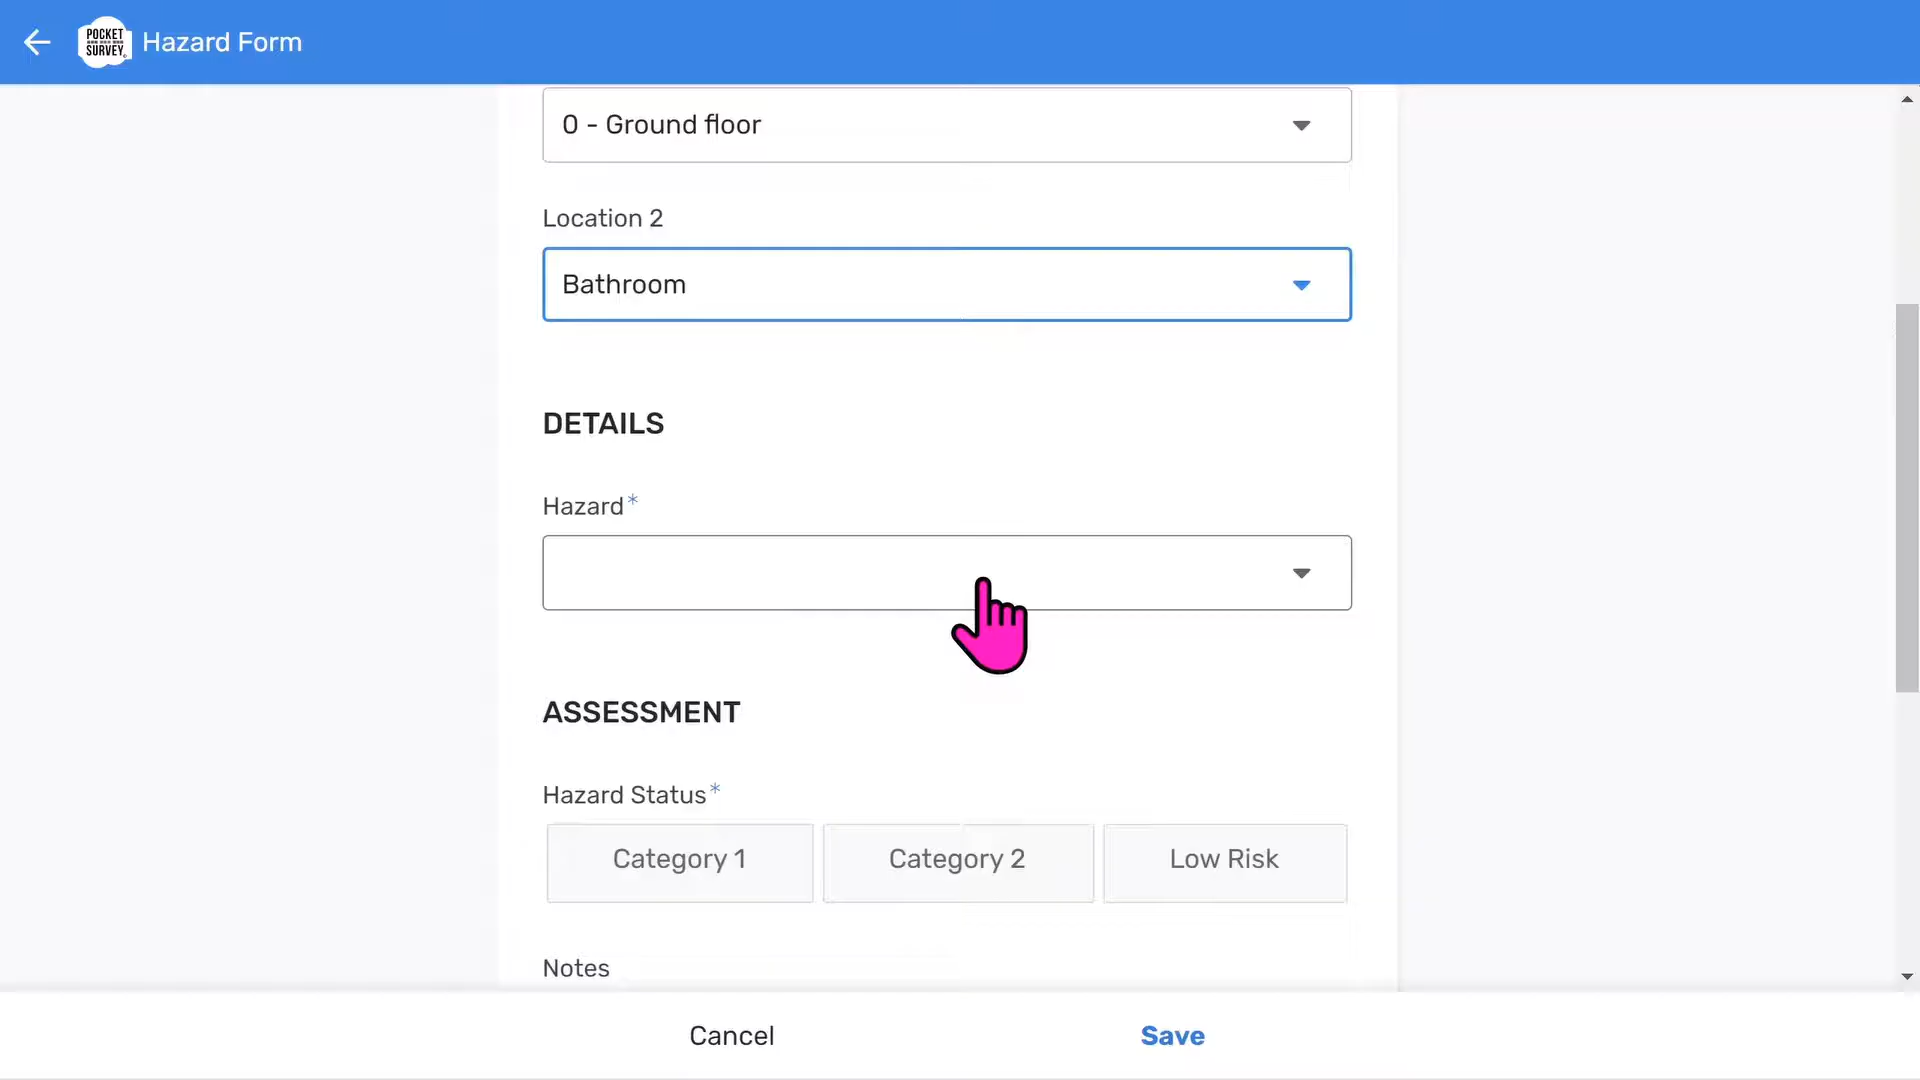 POCKET
SURVEY
Hazard Form
0 - Ground floor
Location 2
Bathroom
DETAILS
Hazard*
ASSESSMENT
Hazard Status*
Category 1
Category 2
Low Risk
Notes
Cancel
Save